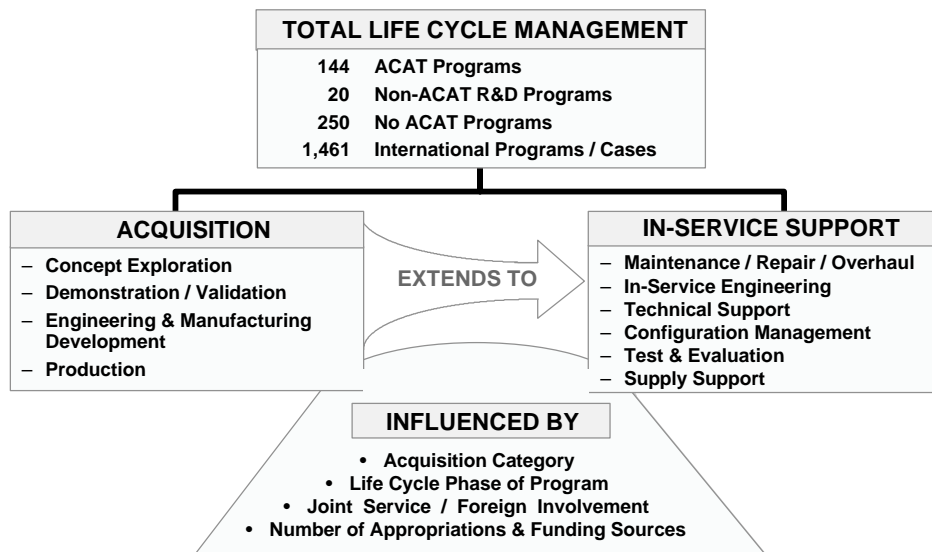 TOTAL LIFE CYCLE MANAGEMENT
144 ACAT Programs
20 Non-ACAT R&D Programs
250 No ACAT Programs
1,461 International Programs / Cases
ACQUISITION
– Concept Exploration
– Demonstration / Validation
– Engineering & Manufacturing
Development
– Production
EXTENDS TO
IN-SERVICE SUPPORT
– Maintenance / Repair / Overhaul
– In-Service Engineering
– Technical Support
– Configuration Management
– Test & Evaluation
– Supply Support
INFLUENCED BY
• Acquisition Category
• Life Cycle Phase of Program
• Joint Service / Foreign Involvement
• Number of Appropriations & Funding Sources